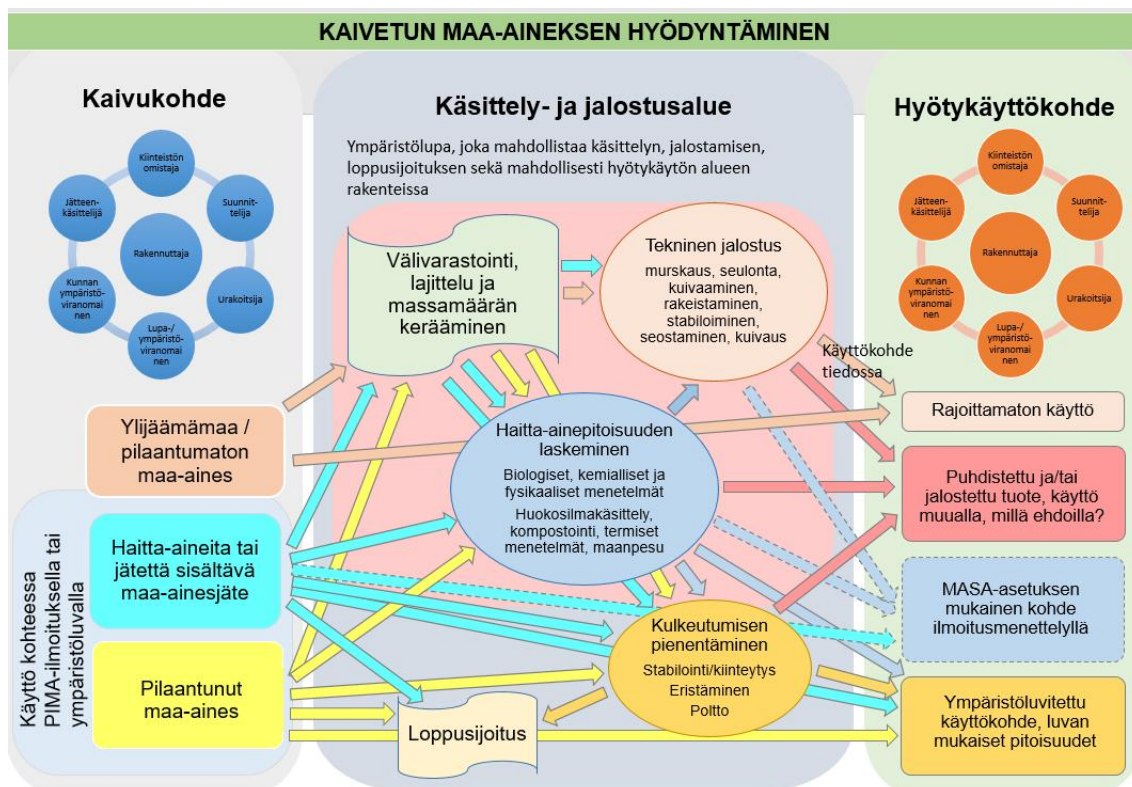 KAIVETUN MAA-AINEKSEN HYÖDYNTÄMINEN
Kaivukohde
Kiinteistön
omistaja
Suunnit-
telija
Urakoitsija
Lupa-/
ympäristö-
viranomai
nen
Kunnan
ympäristö-
viranomai
nen
Jätteen-
käsittelijä
Rakennuttaja
Ylijäämämaa /
pilaantumaton
maa-aines
Käyttö kohteessa
PIMA-ilmoituksella tai
ympäristöluvalla
Haitta-aineita tai
jätettä sisältävä
maa-ainesjäte
Pilaantunut
maa-aines
Käsittely- ja jalostusalue
Ympäristölupa, joka mahdollistaa käsittelyn, jalostamisen,
loppusijoituksen sekä mahdollisesti hyötykäytön alueen
rakenteissa
Välivarastointi,
lajittelu ja
massamäärän
kerääminen
Tekninen jalostus
murskaus, seulonta,
kuivaaminen,
rakeistaminen,
stabiloiminen,
seostaminen, kuivaus
Käyttökohde
tiedossa
Haitta-ainepitoisuuden
laskeminen
Biologiset, kemialliset ja
fysikaaliset menetelmät
Huokosilmakäsittely,
kompostointi, termiset
menetelmät, maanpesu
Kulkeutumisen
pienentäminen
Stabilointi/kiinteytys
Eristäminen
Poltto
Loppusijoitus
Hyötykäyttökohde
Kiinteistön
omistaja
Suunnit-
telija
Urakoitsija
Lupa-/
ympäristö-
viranomai
nen
Kunnan
ympäristö-
viranomai
nen
Jätteen-
käsittelijä
Rakennuttaja
Rajoittamaton käyttö
Puhdistettu ja/tai
jalostettu tuote, käyttö
muualla, millä ehdoilla?
MASA-asetuksen
mukainen kohde
ilmoitusmenettelyllä
Ympäristöluvitettu
käyttökohde, luvan
mukaiset pitoisuudet